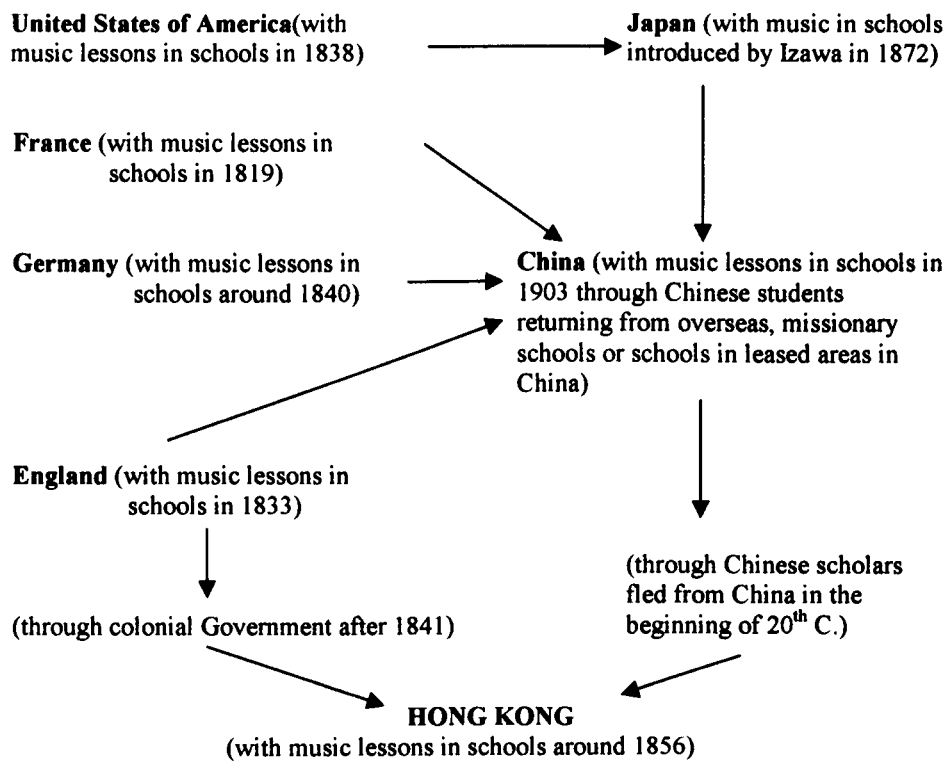 United States of America(with
music lessons in schools in 1838)
Japan (with music in schools
introduced by Izawa in 1872)
France (with music lessons in
schools in 1819)
Germany (with music lessons in
schools around 1840)
China (with music lessons in schools in
1903 through Chinese students
returning from overseas, missionary
schools or schools in leased areas in
China)
England (with music lessons in
schools in 1833)
(through colonial Government after 1841)
(through Chinese scholars
fled from China in the
beginning of 20th C.)
HONG KONG
(with music lessons in schools around 1856)